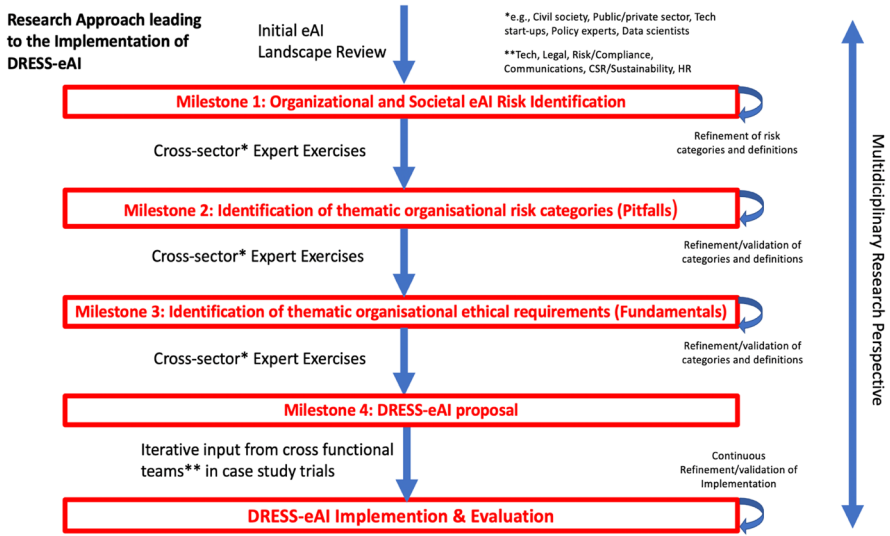 Research Approach leading
to the Implementation of
DRESS-eAI
Initial eAI
Landscape Review
*e.g., Civil society, Public/private sector, Tech
start-ups, Policy experts, Data scientists
**Tech, Legal, Risk/Compliance,
Communications, CSR/Sustainability, HR
Milestone 1: Organizational and Societal eAI Risk Identification
Refinement of risk
categories and definitions
Cross-sector* Expert Exercises
Milestone 2: Identification of thematic organisational risk categories (Pitfalls)
Refinement/validation of
categories and definitions
Cross-sector* Expert Exercises
Milestone 3: Identification of thematic organisational ethical requirements (Fundamentals)
Refinement/validation of
categories and definitions
Cross-sector* Expert Exercises
Milestone 4: DRESS-eAI proposal
Iterative input from cross functional
teams** in case study trials
Continuous
Refinement/validation of
Implementation
DRESS-eAI Implemention & Evaluation
Multidiciplinary Research Perspective